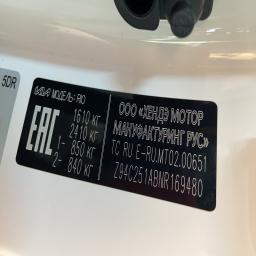 5DR
KIA МОДЕЛЬ: RIO
EAC
1610 КГ
2410 КГ
1- 850 КГ
2- 840 КГ
ООО «ХЕНДЭ МОТОР
МАНУФАКТУРИНГ РУС»
ТС RU E-RU.MT02.00651
Z94C251ABNR169480